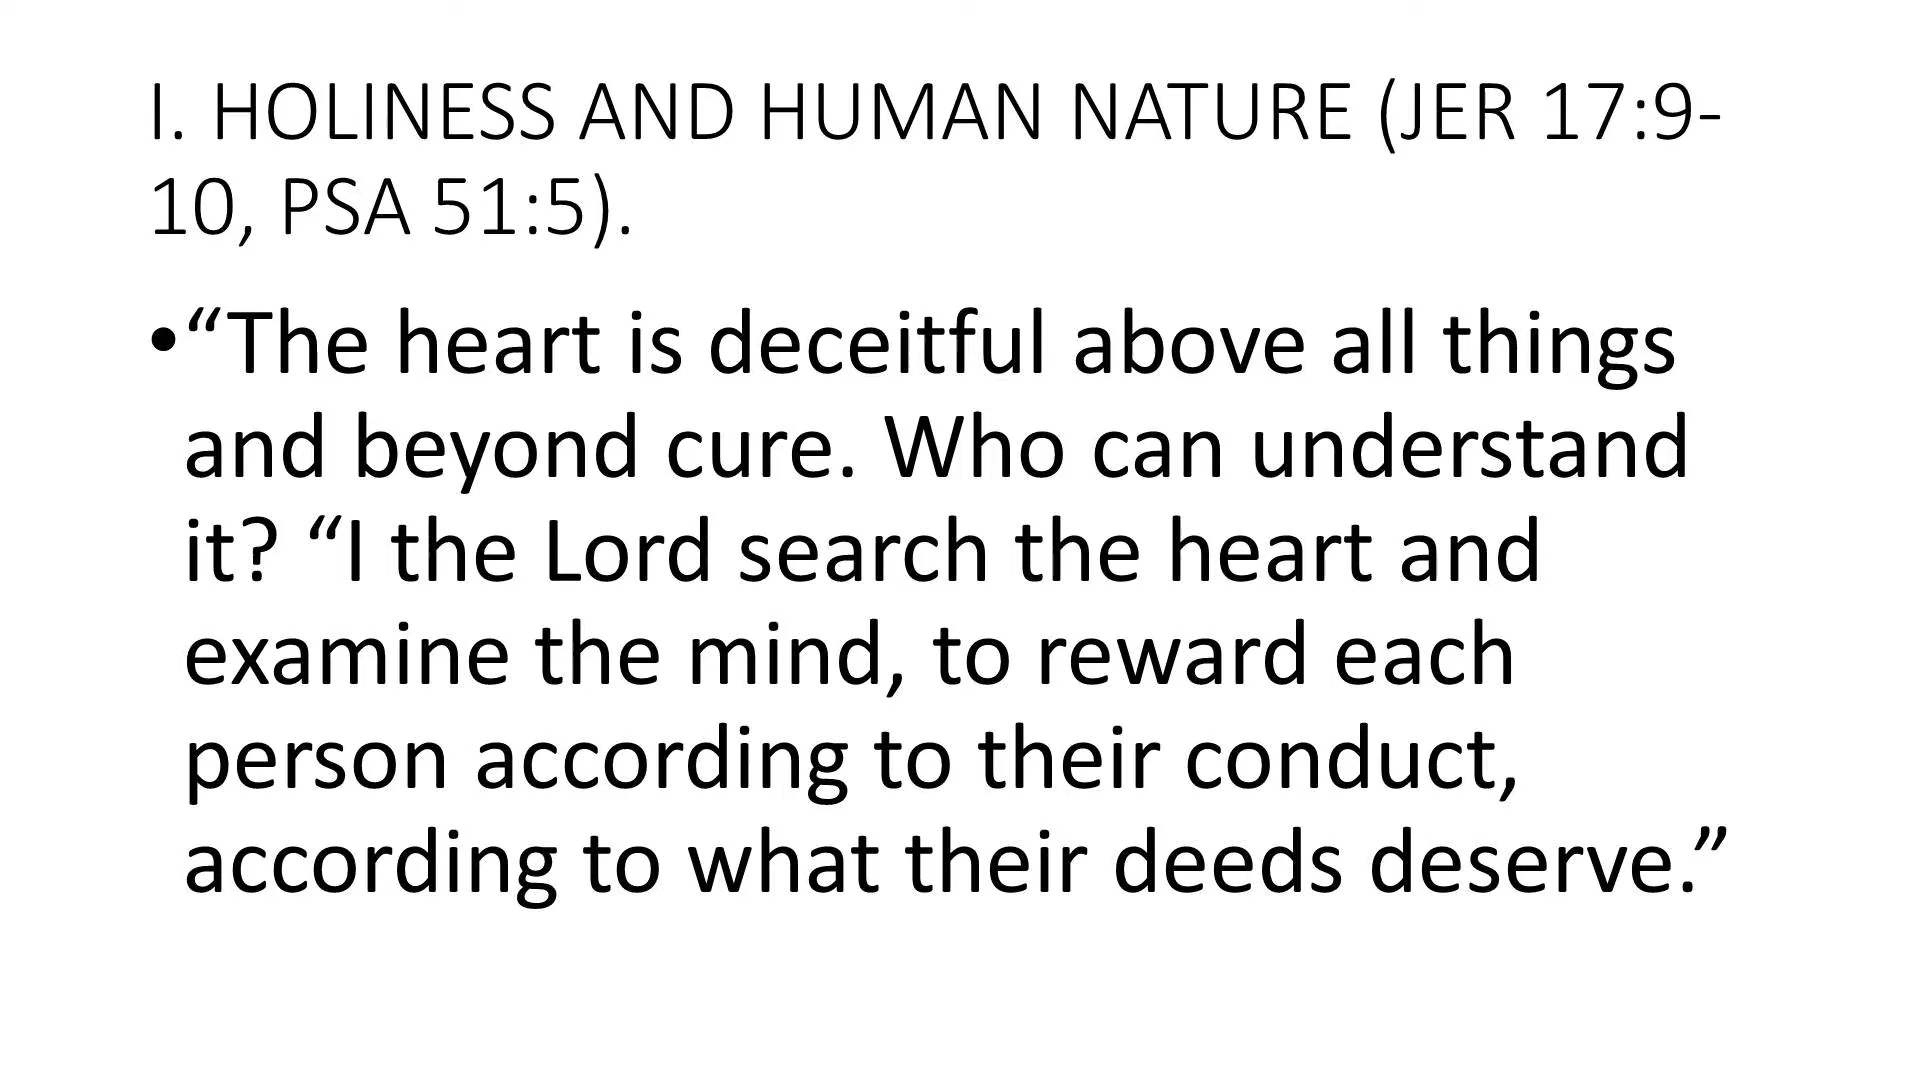 I. HOLINESS AND HUMAN NATURE (JER 17:9-
10, PSA 51:5).
•“The heart is deceitful above all things
and beyond cure. Who can understand
it? “I the Lord search the heart and
examine the mind, to reward each
person according to their conduct,
according to what their deeds deserve.”